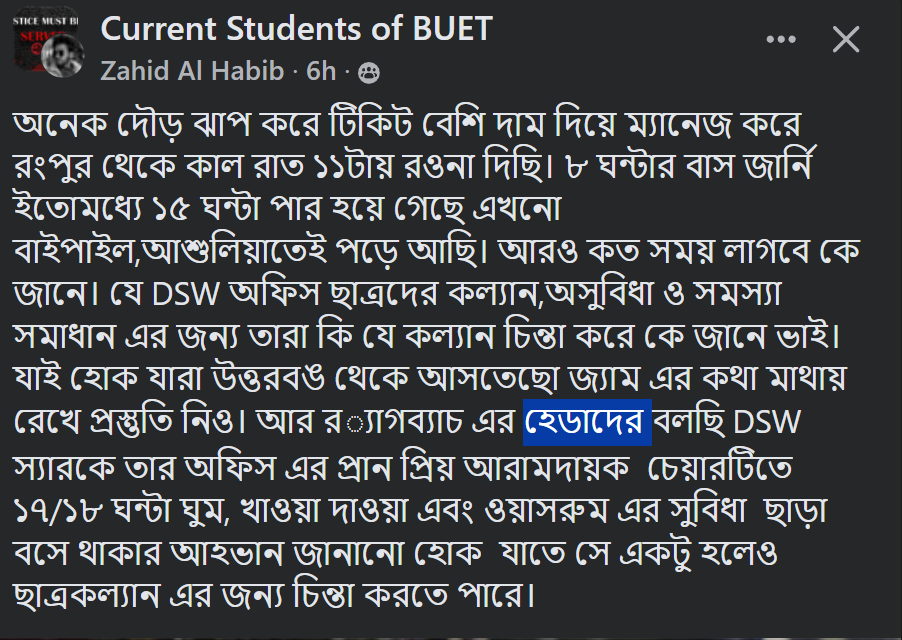 STICE MUST BE
SERVE
Current Students of BUET
Zahid Al Habib · 6h ·
অনেক দৌড় ঝাপ করে টিকিট বেশি দাম দিয়ে ম্যানেজ করে
রংপুর থেকে কাল রাত ১১টায় রওনা দিছি। ৮ ঘন্টার বাস জার্নি
ইতোমধ্যে ১৫ ঘন্টা পার হয়ে গেছে এখনো
বাইপাইল,আশুলিয়াতেই পড়ে আছি। আরও কত সময় লাগবে কে
জানে। যে DSW অফিস ছাত্রদের কল্যান,অসুবিধা ও সমস্যা
সমাধান এর জন্য তারা কি যে কল্যান চিন্তা করে কে জানে ভাই।
যাই হোক যারা উত্তরবঙ থেকে আসতেছো জ্যাম এর কথা মাথায়
রেখে প্রস্তুতি নিও। আর র‍্যাগব্যাচ এর হেডাদের বলছি DSW
স্যারকে তার অফিস এর প্রান প্রিয় আরামদায়ক চেয়ারটিতে
১৭/১৮ ঘন্টা ঘুম, খাওয়া দাওয়া এবং ওয়াসরুম এর সুবিধা ছাড়া
বসে থাকার আহভান জানানো হোক যাতে সে একটু হলেও
ছাত্রকল্যান এর জন্য চিন্তা করতে পারে।